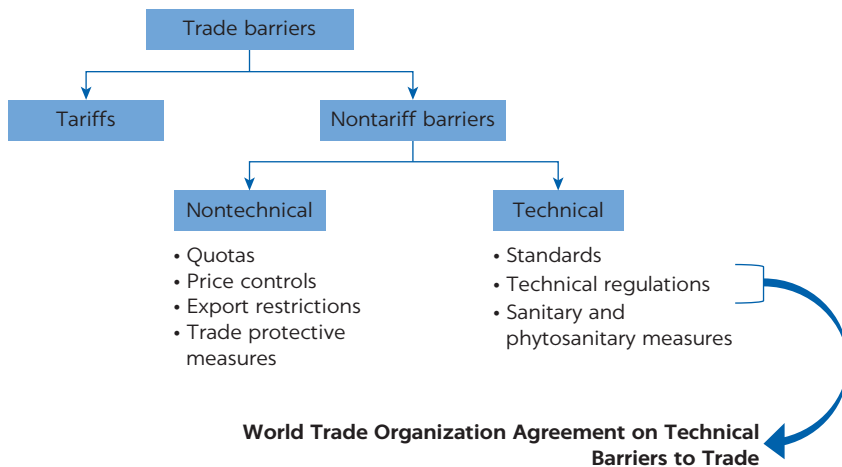 Trade barriers
Tariffs
Nontariff barriers
Nontechnical
• Quotas
• Price controls
• Export restrictions
• Trade protective
measures
Technical
• Standards
• Technical regulations
• Sanitary and
phytosanitary measures
World Trade Organization Agreement on Technical
Barriers to Trade